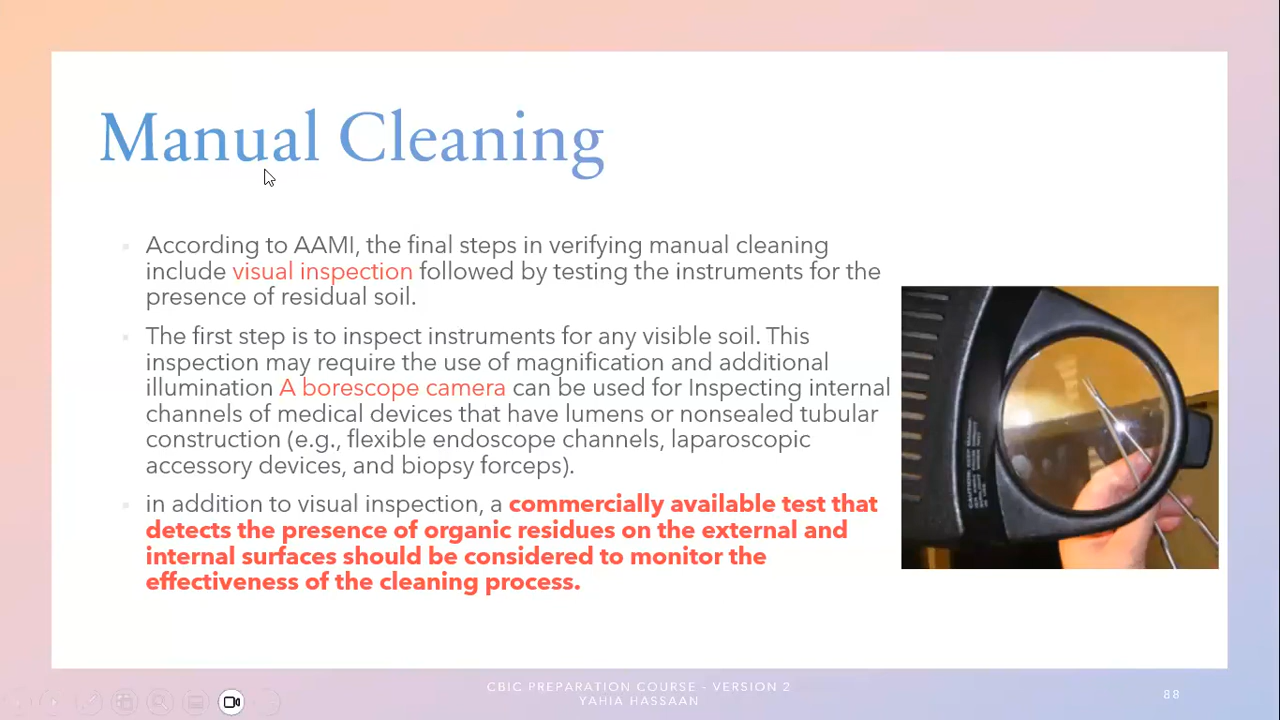 Manual Cleaning
According to AAMI, the final steps in verifying manual cleaning
include visual inspection followed by testing the instruments for the
presence of residual soil.
The first step is to inspect instruments for any visible soil. This
inspection may require the use of magnification and additional
illumination A borescope camera can be used for Inspecting internal
channels of medical devices that have lumens or nonsealed tubular
construction (e.g., flexible endoscope channels, laparoscopic
accessory devices, and biopsy forceps).
in addition to visual inspection, a commercially available test that
detects the presence of organic residues on the external and
internal surfaces should be considered to monitor the
effectiveness of the cleaning process.
CBIC PREPARATION COURSE - VERSION 2
YAHIA HASSAAN
88